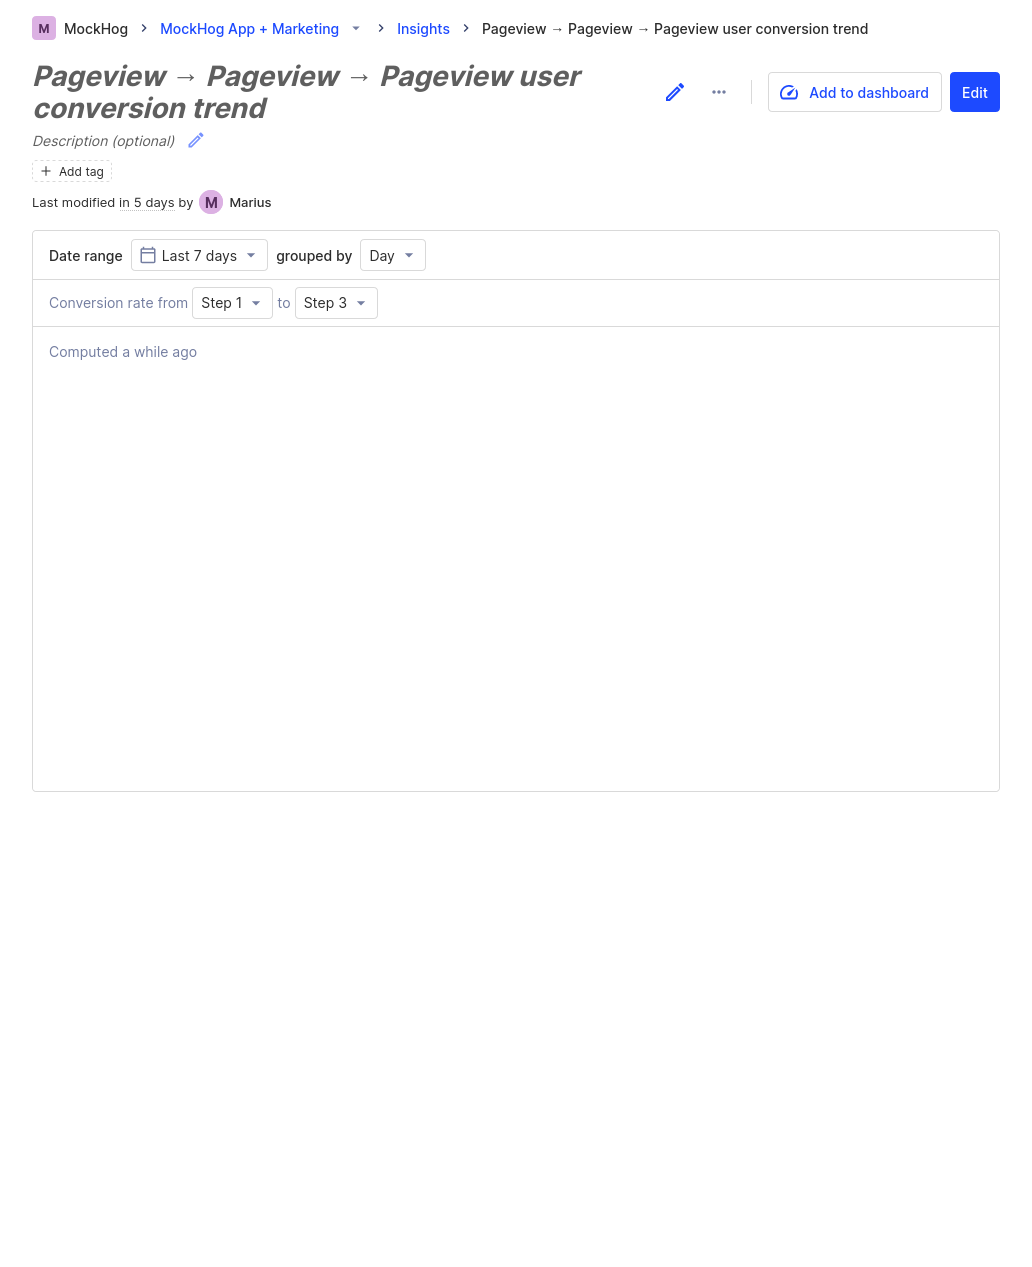 M MockHog MockHog App + Marketing Insights Pageview → Pageview → Pageview user conversion trend
Pageview → Pageview → Pageview user
conversion trend
Add to dashboard Edit
Description (optional)
Add tag
Last modified in 5 days by M Marius
Date range Last 7 days grouped by Day
Conversion rate from Step 1 to Step 3
Computed a while ago